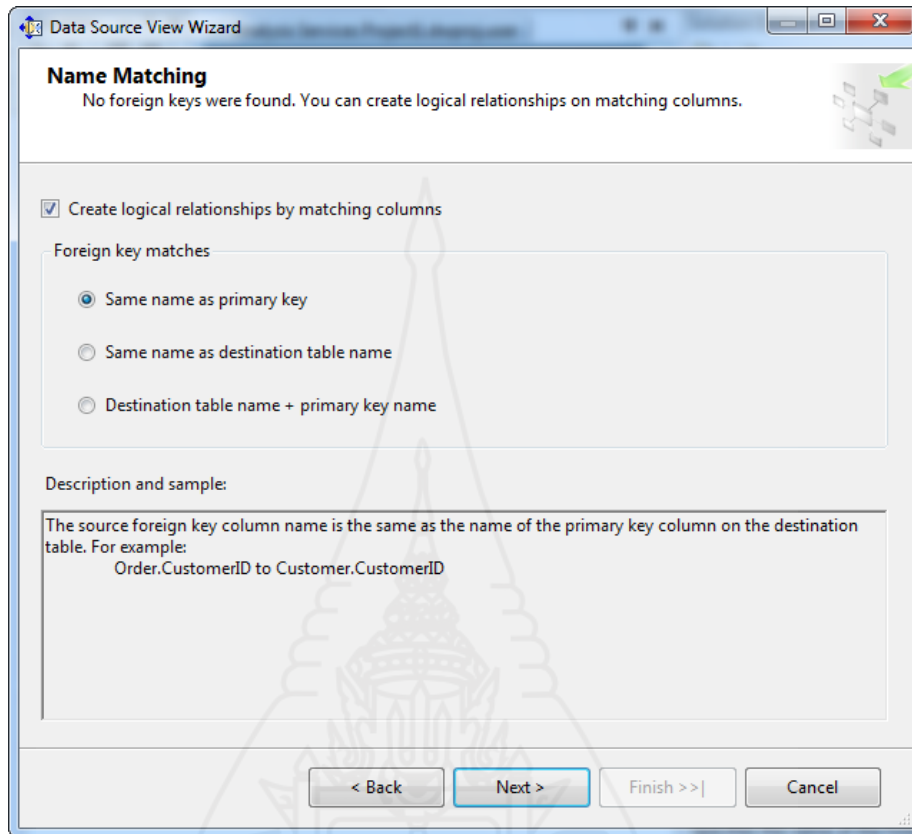 Data Source View Wizard
Name Matching
No foreign keys were found. You can create logical relationships on matching columns.
Create logical relationships by matching columns
Foreign key matches
Same name as primary key
Same name as destination table name
Destination table name + primary key name
Description and sample:
The source foreign key column name is the same as the name of the primary key column on the destination
table. For example:
Order.CustomerID to Customer.CustomerID
< Back
Next >
Finish >>|
Cancel